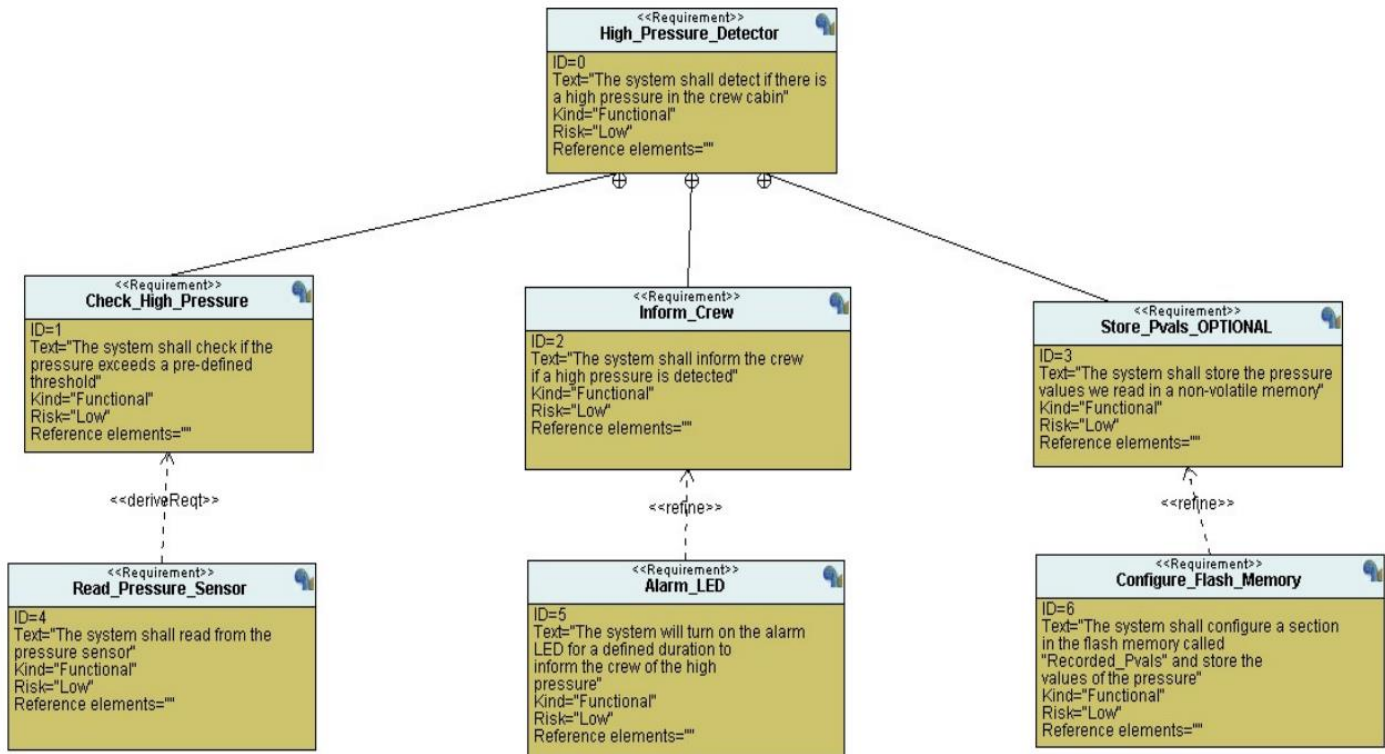 <<Requirement>>
High_Pressure_Detector
ID=0
Text="The system shall detect if there is
a high pressure in the crew cabin"
Kind="Functional"
Risk="Low"
Reference elements=""
<<Requirement>>
Check_High_Pressure
ID=1
Text="The system shall check if the
pressure exceeds a pre-defined
threshold"
Kind="Functional"
Risk="Low"
Reference elements=""
<<Requirement>>
Inform_Crew
ID=2
Text="The system shall inform the crew
if a high pressure is detected"
Kind="Functional"
Risk="Low"
Reference elements=""
<<Requirement>>
Store_Pvals_OPTIONAL
ID=3
Text="The system shall store the pressure
values we read in a non-volatile memory"
Kind="Functional"
Risk="Low"
Reference elements=""
<<deriveReqt>>
<<refine>>
<<refine>>
<<Requirement>>
Read_Pressure_Sensor
ID=4
Text="The system shall read from the
pressure sensor"
Kind="Functional"
Risk="Low"
Reference elements=""
<<Requirement>>
Alarm_LED
ID=5
Text="The system will turn on the alarm
LED for a defined duration to
inform the crew of the high
pressure"
Kind="Functional"
Risk="Low"
Reference elements=""
<<Requirement>>
Configure_Flash_Memory
ID=6
Text="The system shall configure a section
in the flash memory called
"Recorded_Pvals" and store the
values of the pressure"
Kind="Functional"
Risk="Low"
Reference elements=""